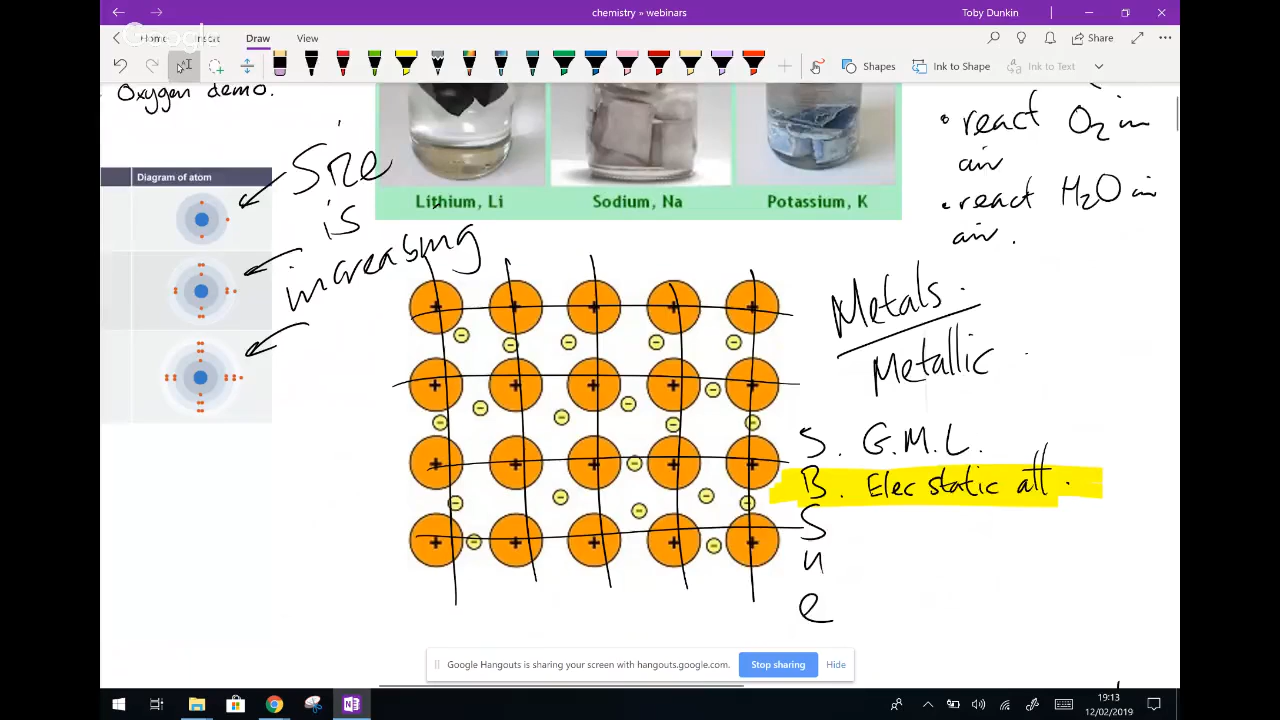 chemistry » webinars
Toby Dunkin
Google
Home Insert Draw View
Share
Shapes
Ink to Shape
Ink to Text
Oxygen demo.
Diagram of atom
Size
is
increasing
Lithium, Li
Sodium, Na
Potassium, K
• react O2 in
air
• react H2O in
air.
Metals.
Metallic
S. G.M.L.
B. Elec static att.
S
u
e
Google Hangouts is sharing your screen with hangouts.google.com.
Stop sharing
Hide
19:13
12/02/2019